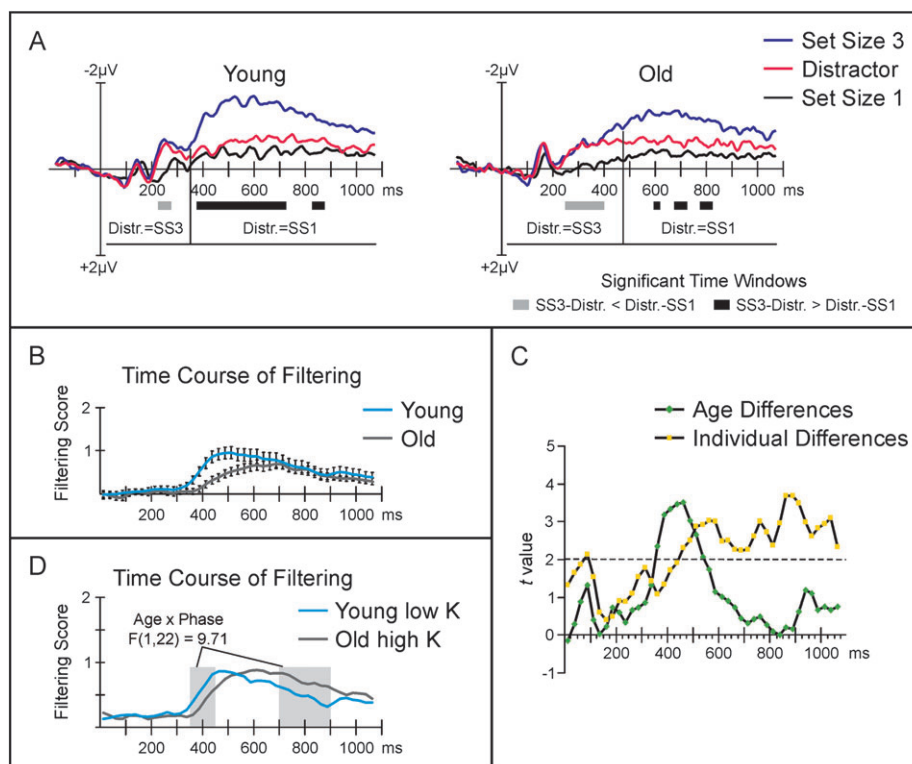 A
Young
Old
Set Size 3
Distractor
Set Size 1
-2µV
-2µV
200 400 600 800 1000 ms
200 400 600 800 1000 ms
Distr.=SS3 Distr.=SS1
Distr.=SS3 Distr.=SS1
+2µV
+2µV
Significant Time Windows
SS3-Distr. < Distr.-SS1 SS3-Distr. > Distr.-SS1
B
Time Course of Filtering
Filtering Score
2
1
Young
Old
200 400 600 800 1000 ms
D
Time Course of Filtering
Filtering Score
2
1
Age x Phase
F(1,22) = 9.71
Young low K
Old high K
200 400 600 800 1000 ms
C
Age Differences
Individual Differences
t value
5
4
3
2
1
0
-1
200 400 600 800 1000 ms